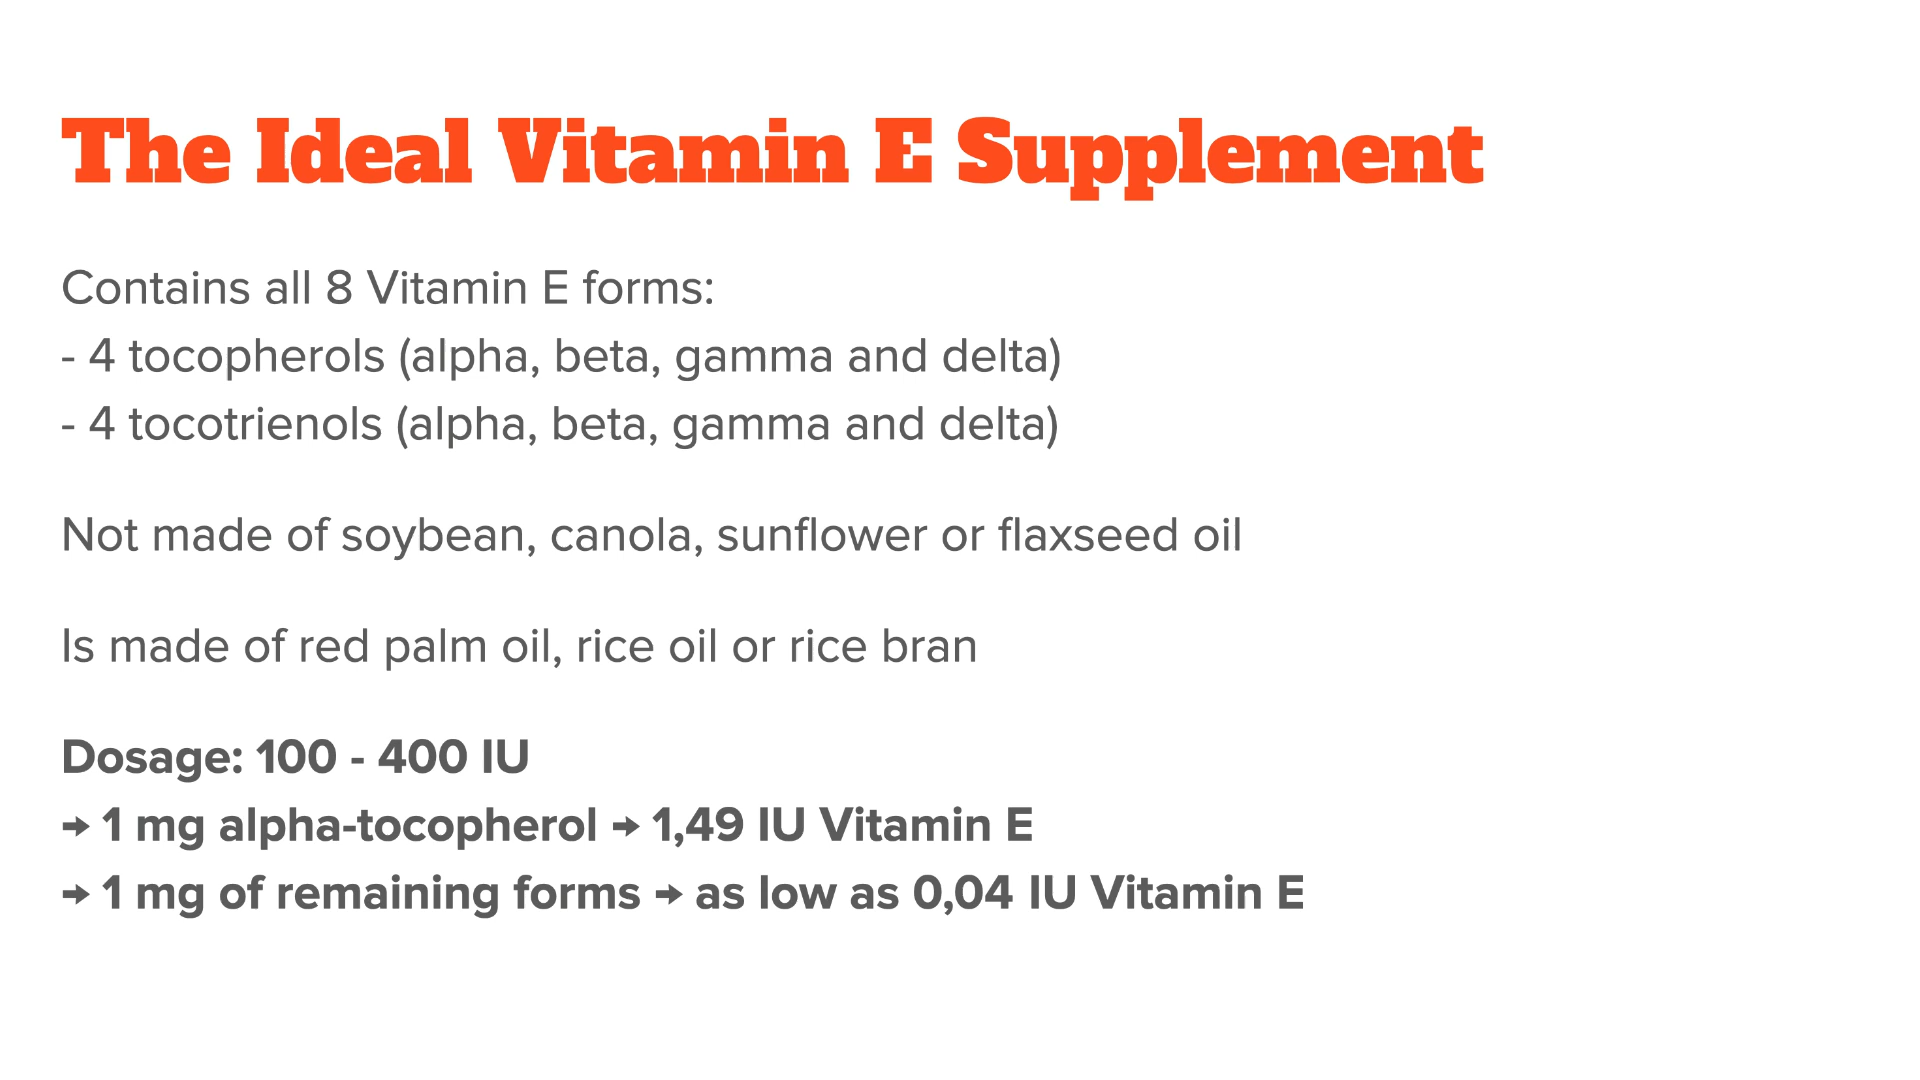 The Ideal Vitamin E Supplement
Contains all 8 Vitamin E forms:
- 4 tocopherols (alpha, beta, gamma and delta)
- 4 tocotrienols (alpha, beta, gamma and delta)
Not made of soybean, canola, sunflower or flaxseed oil
Is made of red palm oil, rice oil or rice bran
Dosage: 100 - 400 IU
→ 1 mg alpha-tocopherol → 1,49 IU Vitamin E
→ 1 mg of remaining forms → as low as 0,04 IU Vitamin E